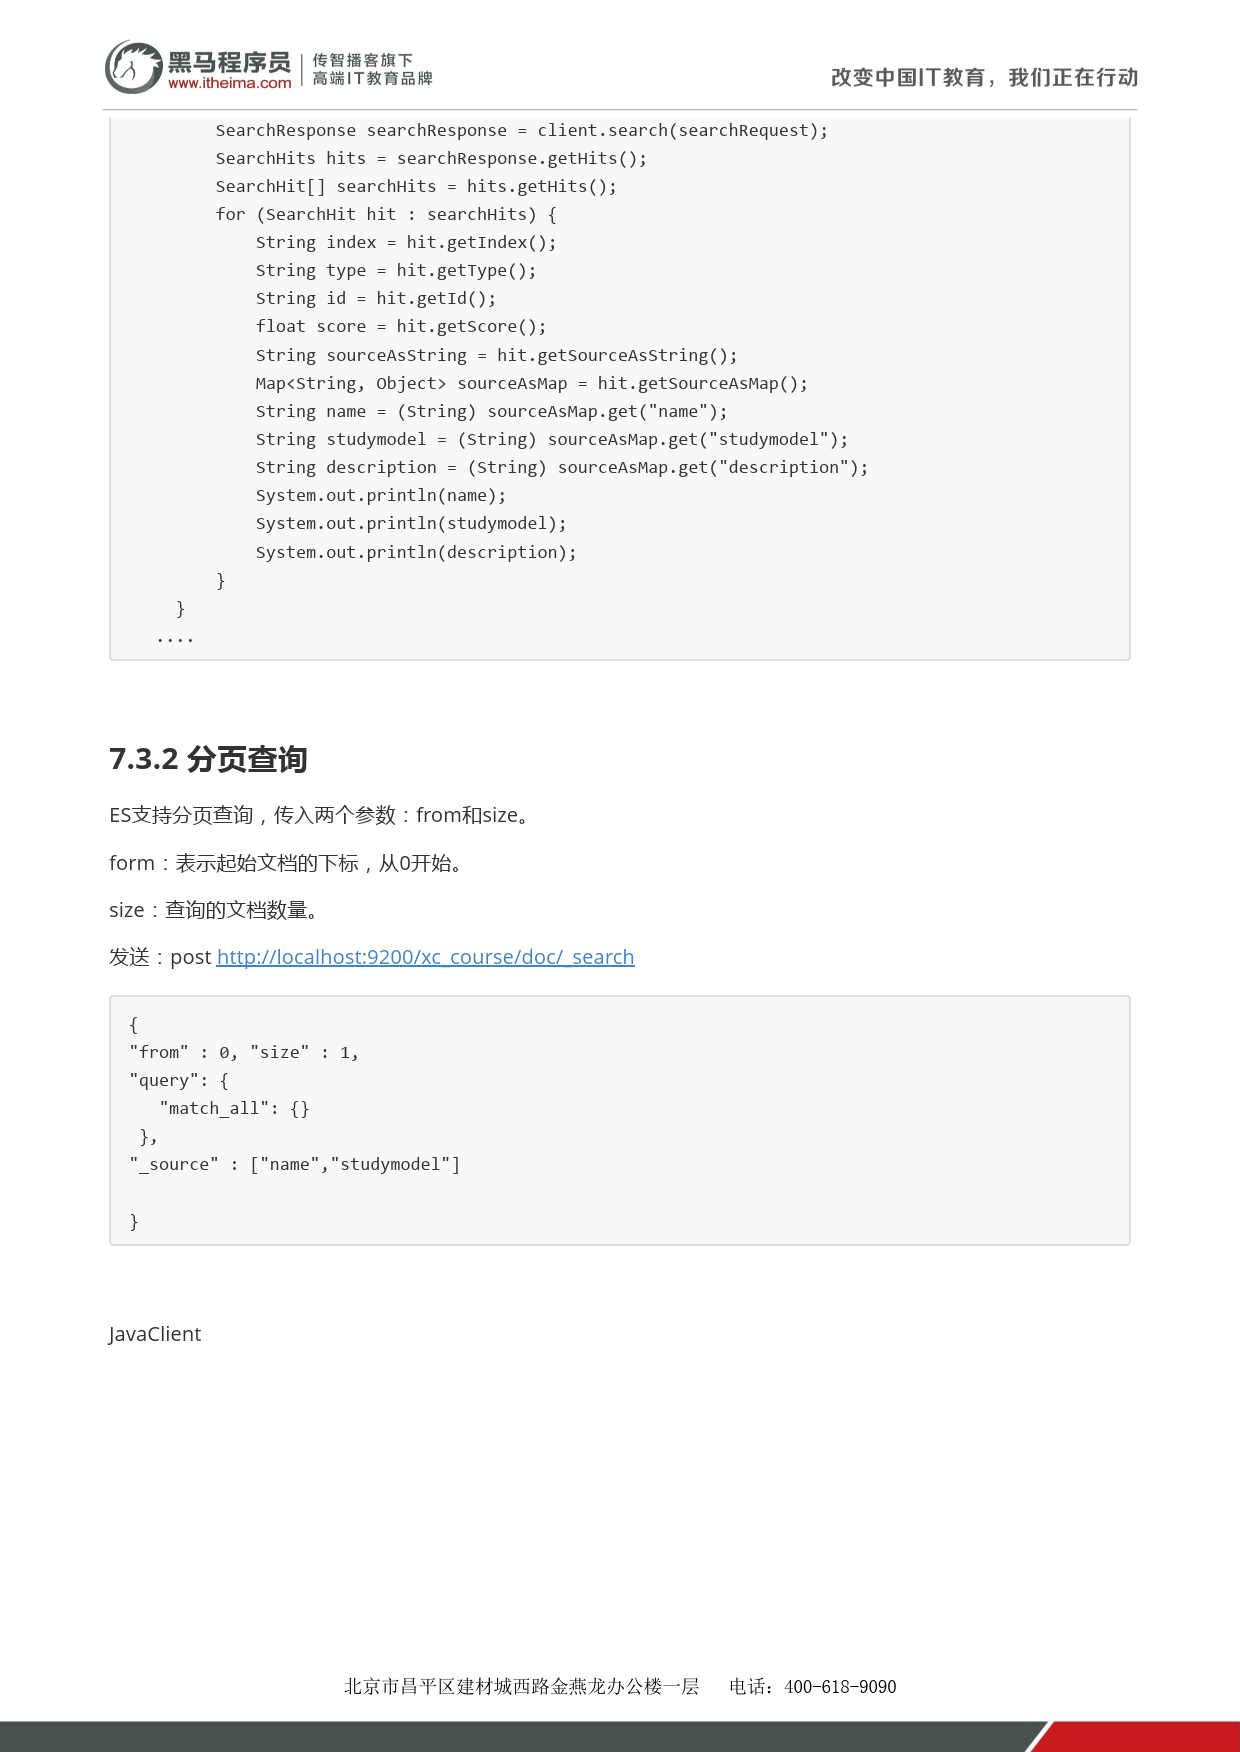 黑马程序员
www.itheima.com
传智播客旗下
高端IT教育品牌
改变中国IT教育，我们正在行动
        SearchResponse searchResponse = client.search(searchRequest);
        SearchHits hits = searchResponse.getHits();
        SearchHit[] searchHits = hits.getHits();
        for (SearchHit hit : searchHits) {
            String index = hit.getIndex();
            String type = hit.getType();
            String id = hit.getId();
            float score = hit.getScore();
            String sourceAsString = hit.getSourceAsString();
            Map<String, Object> sourceAsMap = hit.getSourceAsMap();
            String name = (String) sourceAsMap.get("name");
            String studymodel = (String) sourceAsMap.get("studymodel");
            String description = (String) sourceAsMap.get("description");
            System.out.println(name);
            System.out.println(studymodel);
            System.out.println(description);
        }
    }
  ....
7.3.2 分页查询
ES支持分页查询，传入两个参数：from和size。
form：表示起始文档的下标，从0开始。
size：查询的文档数量。
发送：post http://localhost:9200/xc_course/doc/_search
{
"from" : 0, "size" : 1,
"query": {
   "match_all": {}
 },
"_source" : ["name","studymodel"]
}
JavaClient
北京市昌平区建材城西路金燕龙办公楼一层 电话：400-618-9090